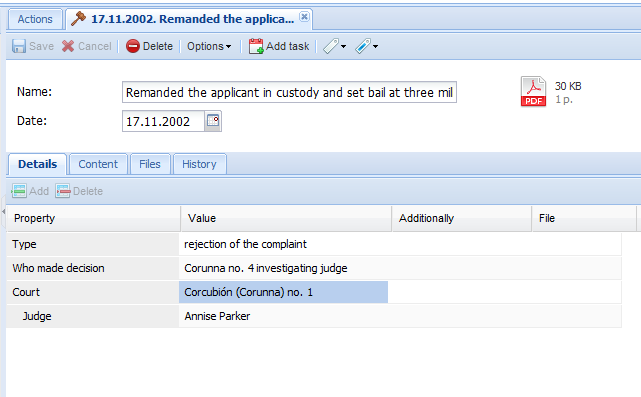 Actions
17.11.2002. Remanded the applica...
Save Cancel Delete Options Add task
Name: Remanded the applicant in custody and set bail at three mil
PDF 30 KB
1 p.
Date: 17.11.2002
Details Content Files History
Add Delete
Property Value Additionally File
Type rejection of the complaint
Who made decision Corunna no. 4 investigating judge
Court Corcubión (Corunna) no. 1
Judge Annise Parker